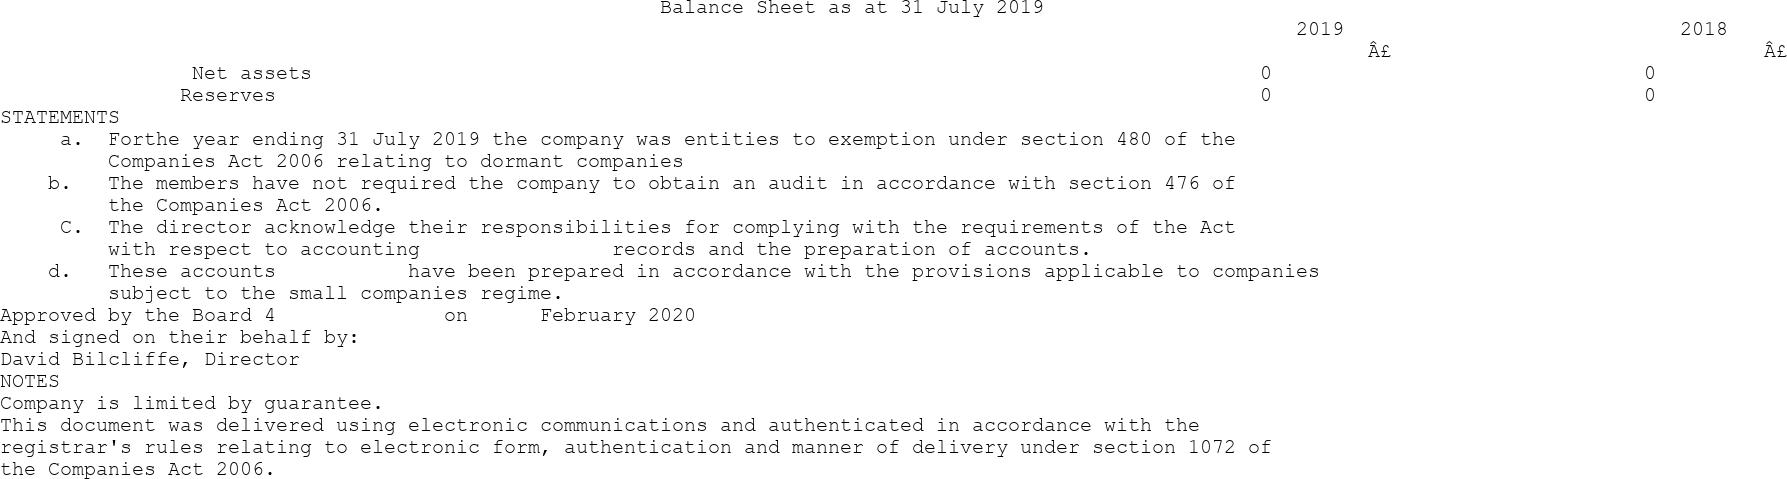 Balance Sheet as at 31 July 2019
2019 2018
Â£ Â£
Net assets 0 0
Reserves 0 0
STATEMENTS
a. Forthe year ending 31 July 2019 the company was entities to exemption under section 480 of the
Companies Act 2006 relating to dormant companies
b. The members have not required the company to obtain an audit in accordance with section 476 of
the Companies Act 2006.
C. The director acknowledge their responsibilities for complying with the requirements of the Act
with respect to accounting records and the preparation of accounts.
d. These accounts have been prepared in accordance with the provisions applicable to companies
subject to the small companies regime.
Approved by the Board 4 on February 2020
And signed on their behalf by:
David Bilcliffe, Director
NOTES
Company is limited by guarantee.
This document was delivered using electronic communications and authenticated in accordance with the
registrar's rules relating to electronic form, authentication and manner of delivery under section 1072 of
the Companies Act 2006.